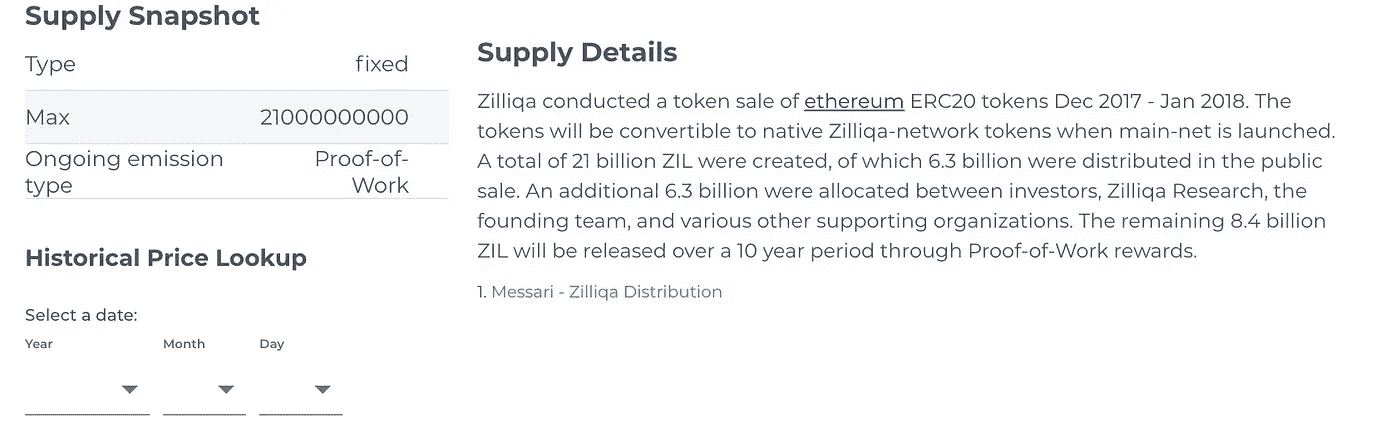 Supply Snapshot
Type fixed
Max 21000000000
Ongoing emission Proof-of-
type Work
Historical Price Lookup
Select a date:
Year Month Day
Supply Details
Zilliqa conducted a token sale of ethereum ERC20 tokens Dec 2017 - Jan 2018. The
tokens will be convertible to native Zilliqa-network tokens when main-net is launched.
A total of 21 billion ZIL were created, of which 6.3 billion were distributed in the public
sale. An additional 6.3 billion were allocated between investors, Zilliqa Research, the
founding team, and various other supporting organizations. The remaining 8.4 billion
ZIL will be released over a 10 year period through Proof-of-Work rewards.
1. Messari - Zilliqa Distribution